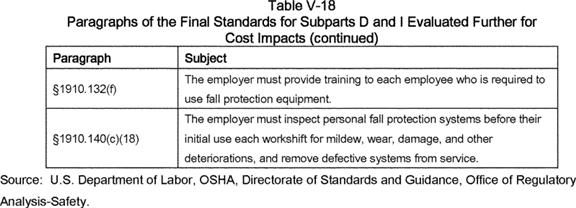 Table V-18
Paragraphs of the Final Standards for Subparts D and I Evaluated Further for
Cost Impacts (continued)
Paragraph Subject
§1910.132(f) The employer must provide training to each employee who is required to
use fall protection equipment.
§1910.140(c)(18) The employer must inspect personal fall protection systems before their
initial use each workshift for mildew, wear, damage, and other
deteriorations, and remove defective systems from service.
Source: U.S. Department of Labor, OSHA, Directorate of Standards and Guidance, Office of Regulatory
Analysis-Safety.